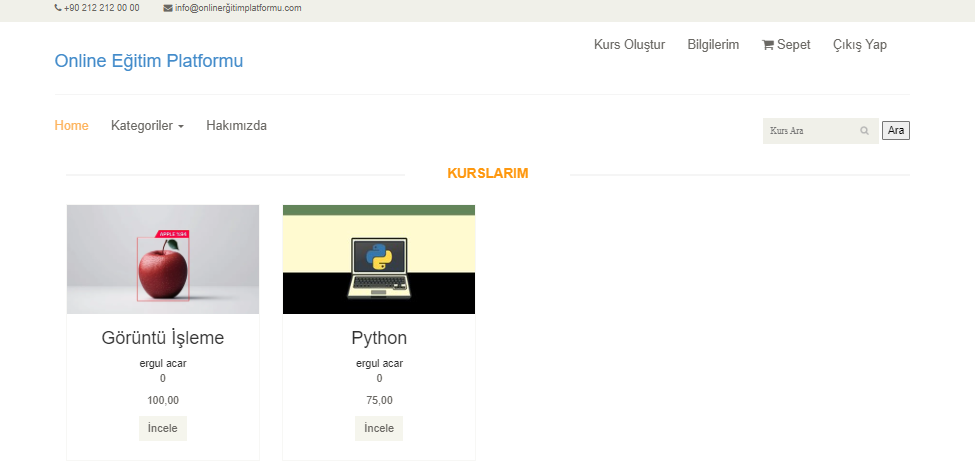 +90 212 212 00 00 info@onlinerğitimplatformu.com
Kurs Oluştur Bilgilerim Sepet Çıkış Yap
Online Eğitim Platformu
Home Kategoriler Hakımızda
Kurs Ara Ara
KURSLARIM
APPLE %84
Görüntü İşleme
ergul acar
0
100,00
İncele
Python
ergul acar
0
75,00
İncele